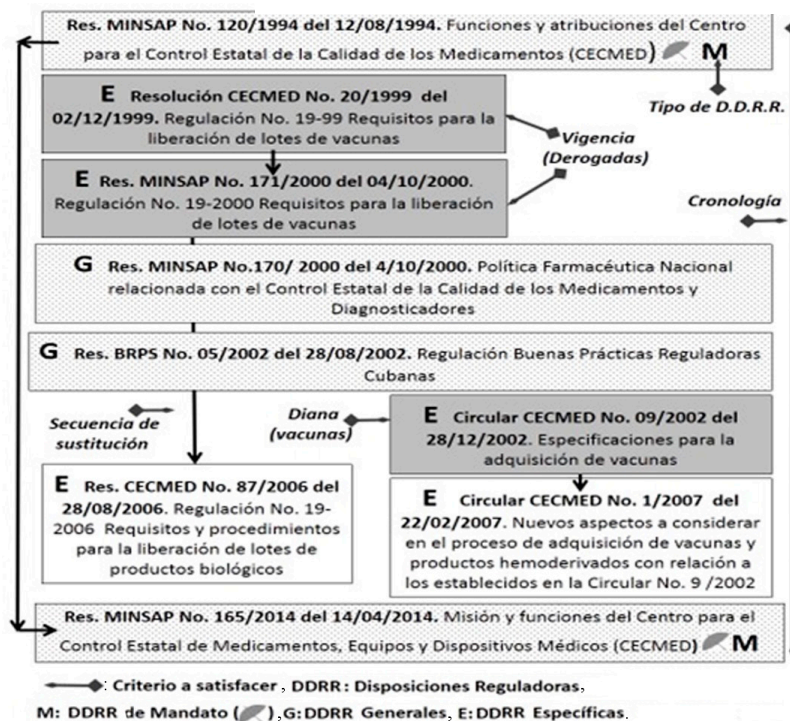 Res. MINSAP No. 120/1994 del 12/08/1994. Funciones y atribuciones del Centro
para el Control Estatal de la Calidad de los Medicamentos (CECMED) M
Tipo de D.D.R.R.
E Resolución CECMED No. 20/1999 del
02/12/1999. Regulación No. 19-99 Requisitos para la
liberación de lotes de vacunas
Vigencia
(Derogadas)
E Res. MINSAP No. 171/2000 del 04/10/2000.
Regulación No. 19-2000 Requisitos para la liberación
de lotes de vacunas
Cronología
G Res. MINSAP No.170/ 2000 del 4/10/2000. Política Farmacéutica Nacional
relacionada con el Control Estatal de la Calidad de los Medicamentos y
Diagnosticadores
G Res. BRPS No. 05/2002 del 28/08/2002. Regulación Buenas Prácticas Reguladoras
Cubanas
Secuencia de
sustitución
Diana
(vacunas)
E Circular CECMED No. 09/2002 del
28/12/2002. Especificaciones para la
adquisición de vacunas
E Res. CECMED No. 87/2006 del
28/08/2006. Regulación No. 19-
2006 Requisitos y procedimientos
para la liberación de lotes de
productos biológicos
E Circular CECMED No. 1/2007 del
22/02/2007. Nuevos aspectos a considerar
en el proceso de adquisición de vacunas y
productos hemoderivados con relación a
los establecidos en la Circular No. 9 /2002
Res. MINSAP No. 165/2014 del 14/04/2014. Misión y funciones del Centro para el
Control Estatal de Medicamentos, Equipos y Dispositivos Médicos (CECMED) M
: Criterio a satisfacer , DDRR : Disposiciones Reguladoras,
M: DDRR de Mandato ( ) ,G:DDRR Generales, E: DDRR Específicas.